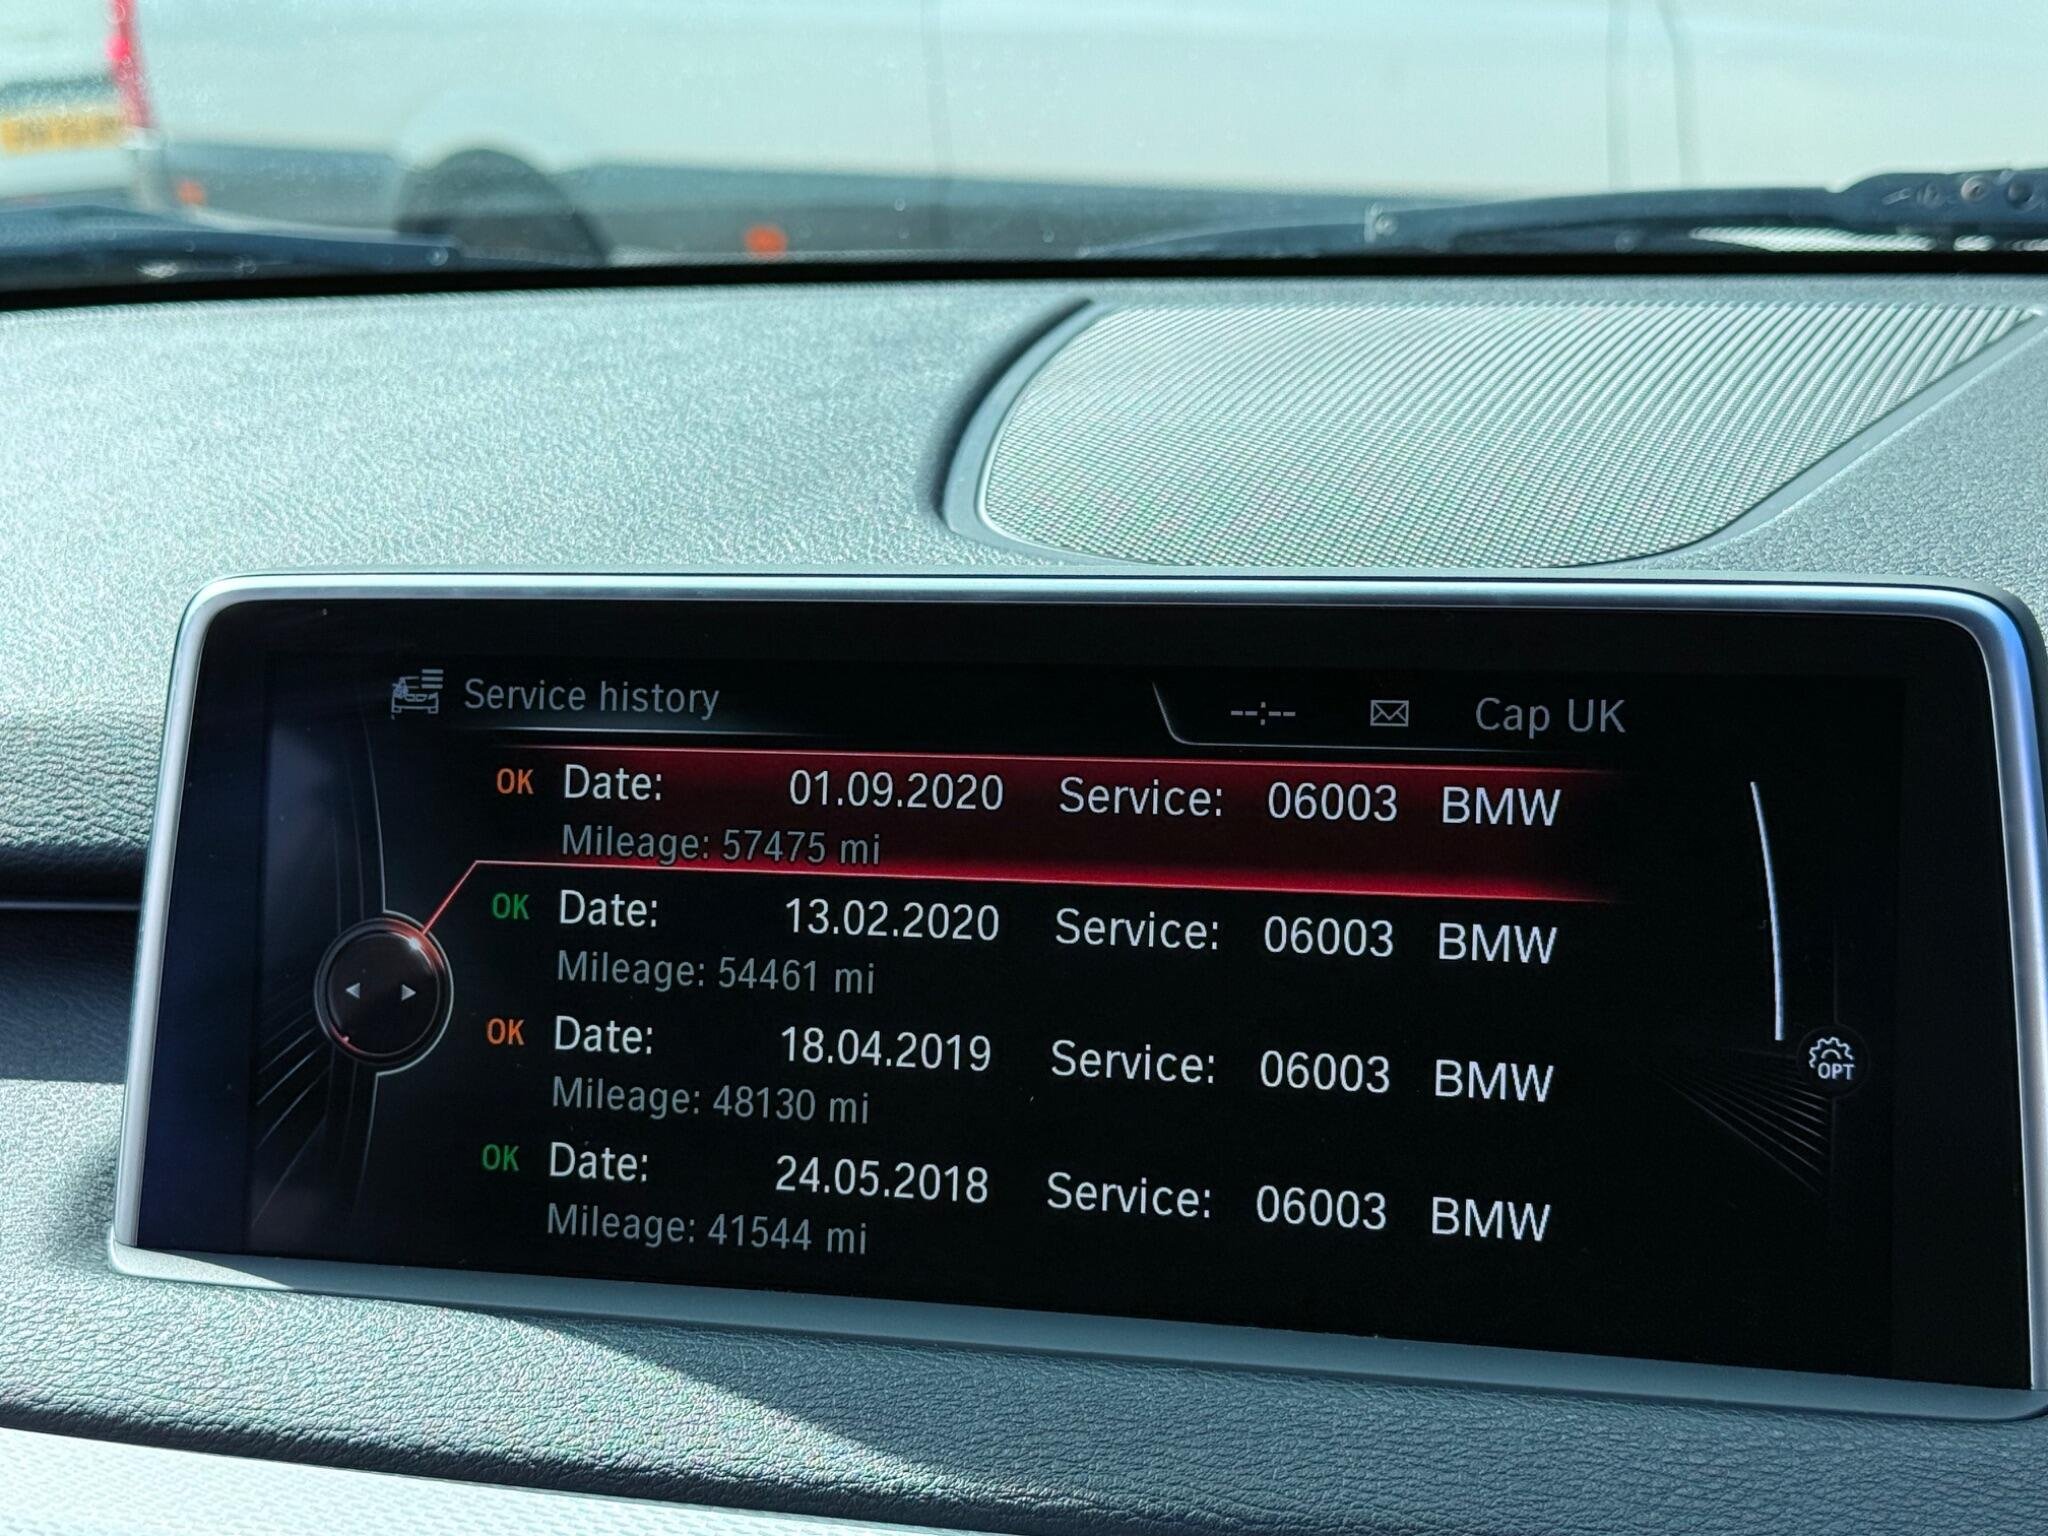 Service history --:-- Cap UK
OK Date: 01.09.2020 Service: 06003 BMW
Mileage: 57475 mi
OK Date: 13.02.2020 Service: 06003 BMW
Mileage: 54461 mi
OK Date: 18.04.2019 Service: 06003 BMW
Mileage: 48130 mi
OPT
OK Date: 24.05.2018 Service: 06003 BMW
Mileage: 41544 mi